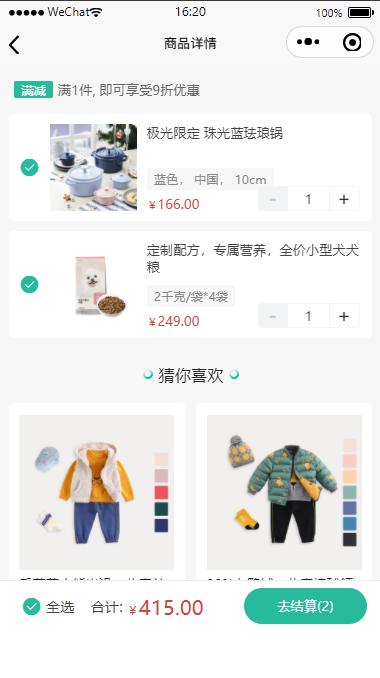 WeChat 16:20 100%
商品详情
满减 满1件, 即可享受9折优惠
极光限定 珠光蓝珐琅锅
蓝色， 中国， 10cm
¥166.00 - 1 +
定制配方，专属营养，全价小型犬犬
粮
2千克/袋*4袋
¥249.00 - 1 +
猜你喜欢
全选 合计: ¥415.00 去结算(2)